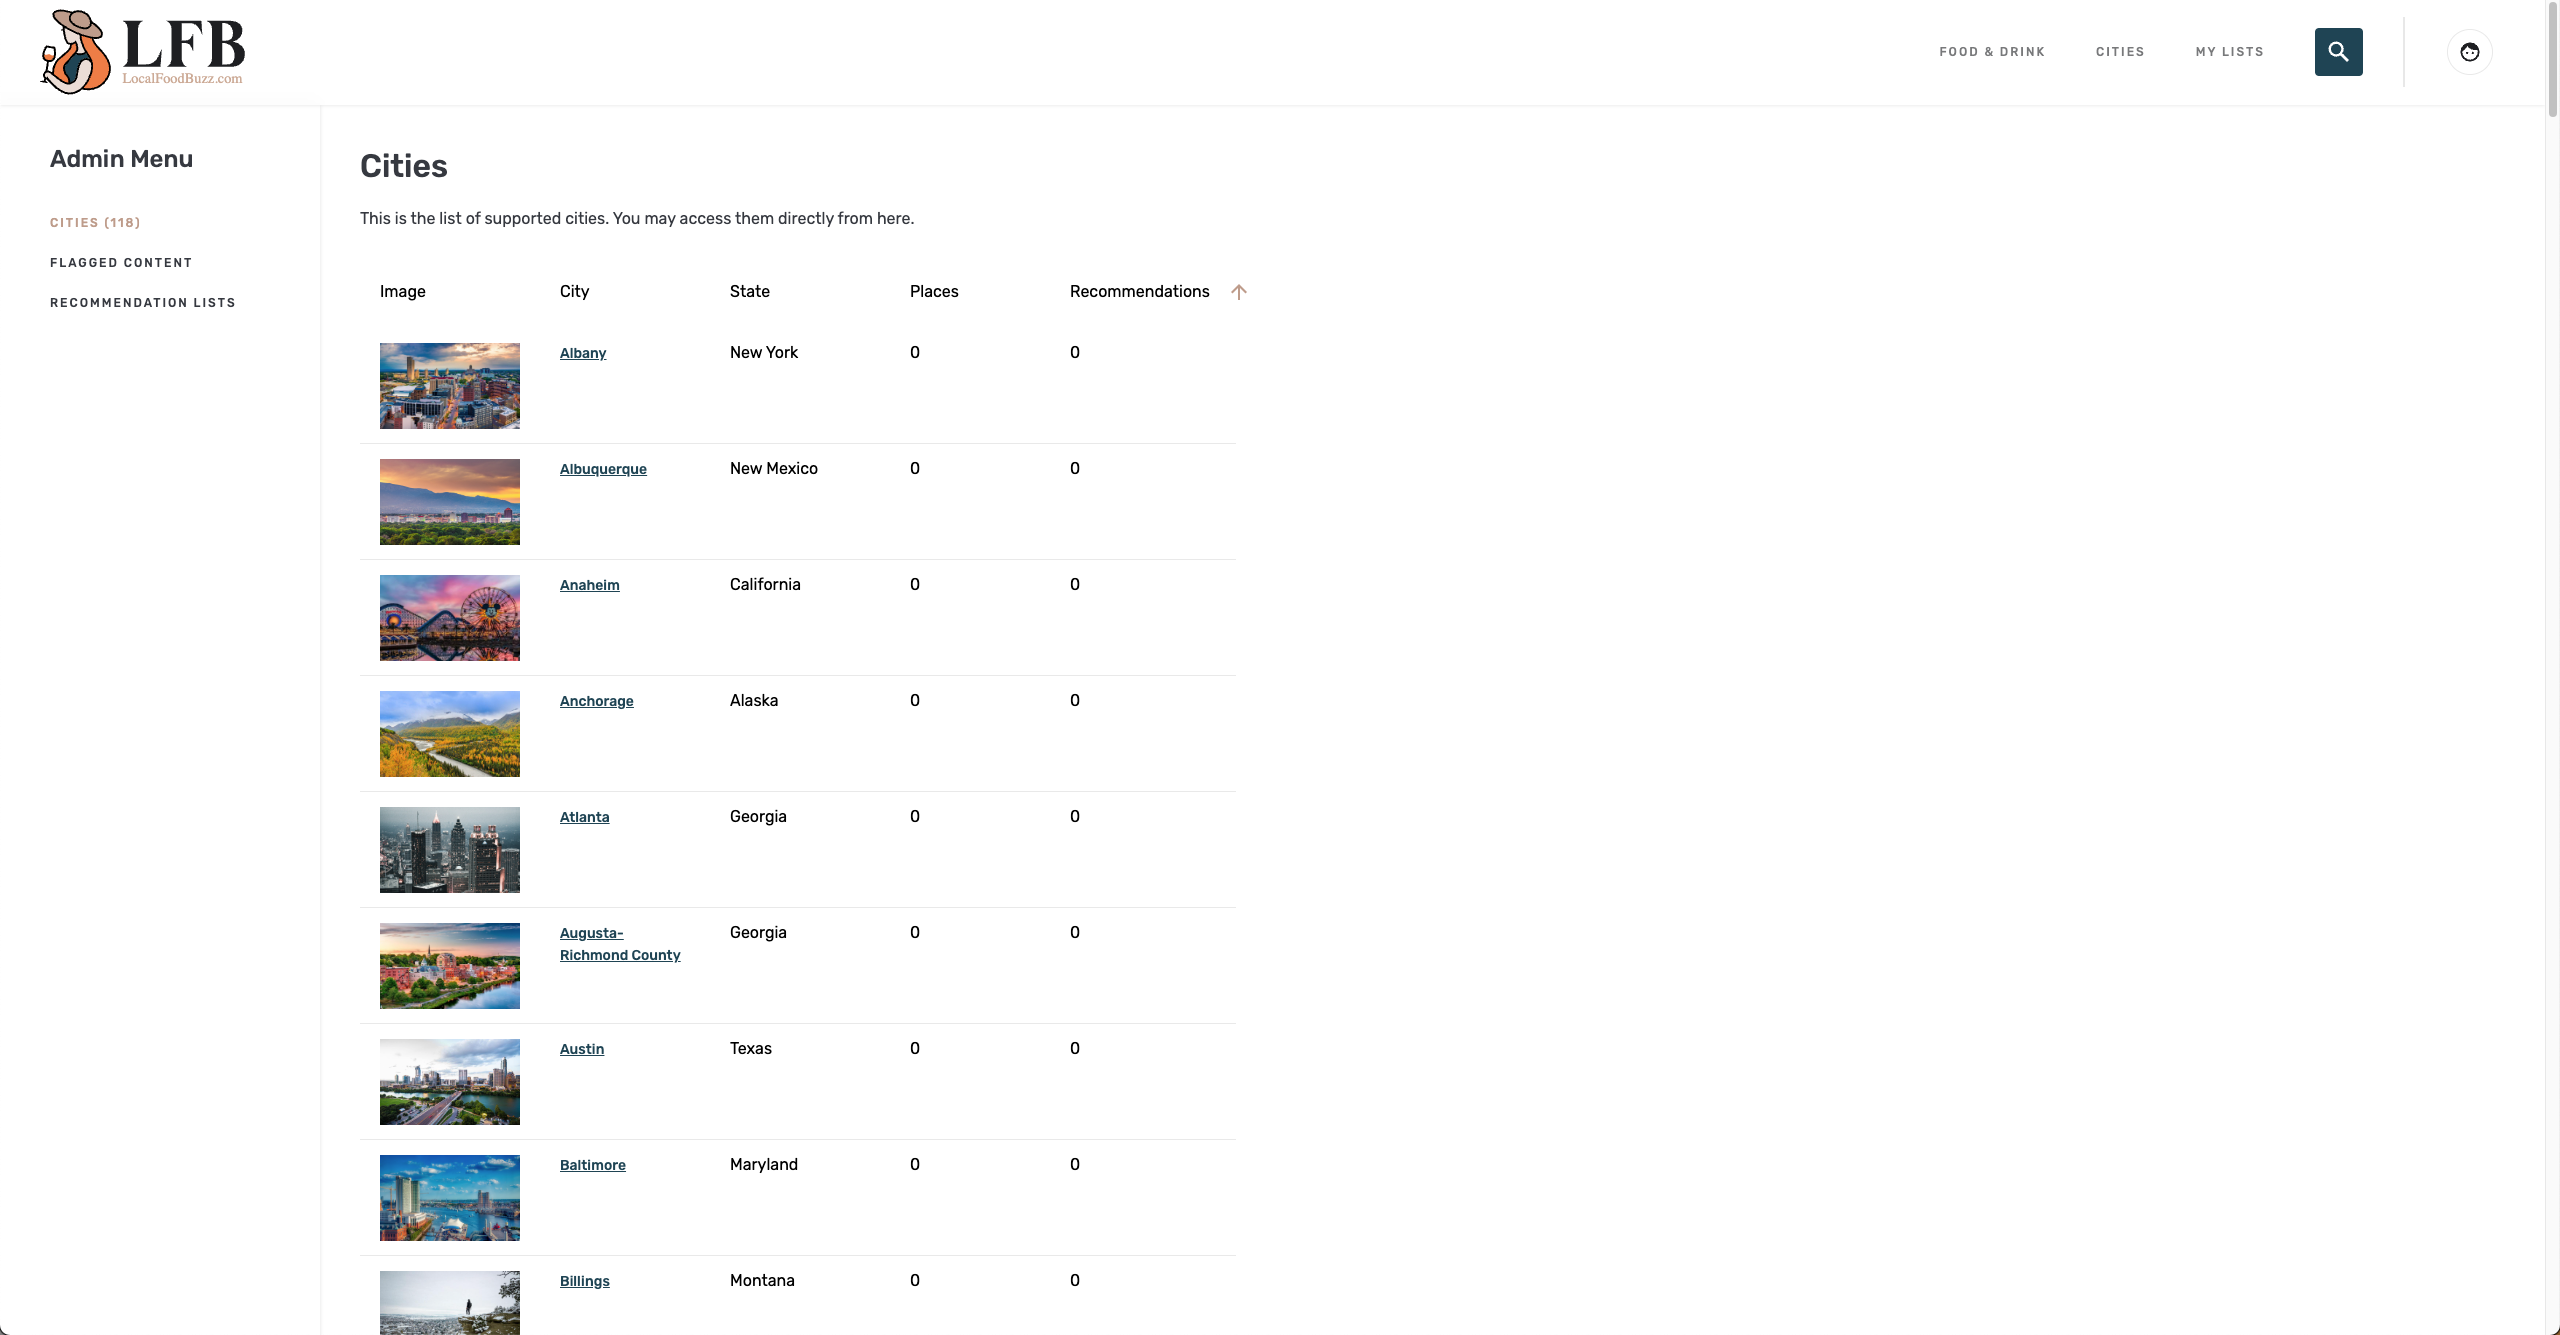 LFB
LocalFoodBuzz.com
FOOD & DRINK
CITIES
MY LISTS
Admin Menu
CITIES (118)
FLAGGED CONTENT
RECOMMENDATION LISTS
Cities
This is the list of supported cities. You may access them directly from here.
Image City State Places Recommendations
Albany New York 0 0
Albuquerque New Mexico 0 0
Anaheim California 0 0
Anchorage Alaska 0 0
Atlanta Georgia 0 0
Augusta- Georgia 0 0
Richmond County
Austin Texas 0 0
Baltimore Maryland 0 0
Billings Montana 0 0